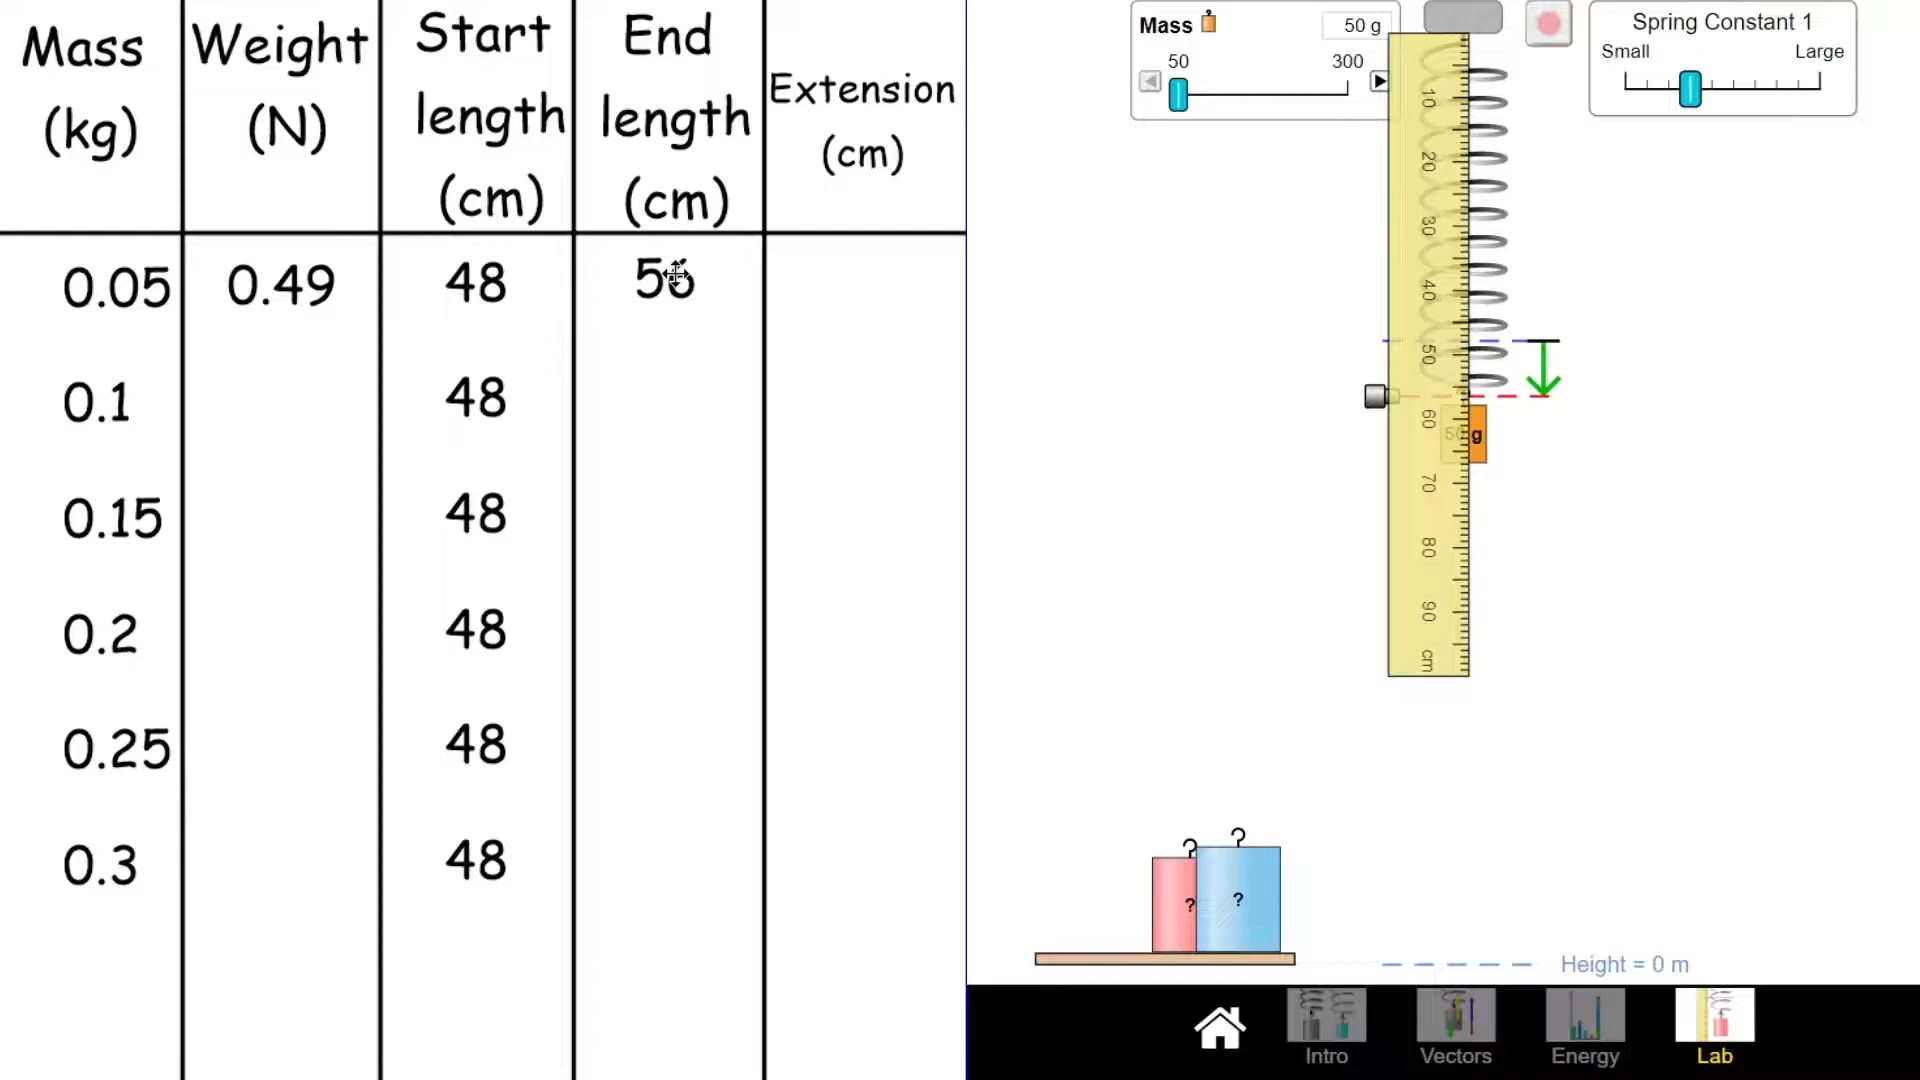 Mass (kg)
Weight (N)
Start length (cm)
End length (cm)
Extension (cm)
0.05 0.49 48 56
0.1 48
0.15 48
0.2 48
0.25 48
0.3 48
Mass 50 g
50 300
Spring Constant 1
Small Large
10
20
30
40
50
60
70
80
90
cm
50 g
? ?
Height = 0 m
Intro Vectors Energy Lab